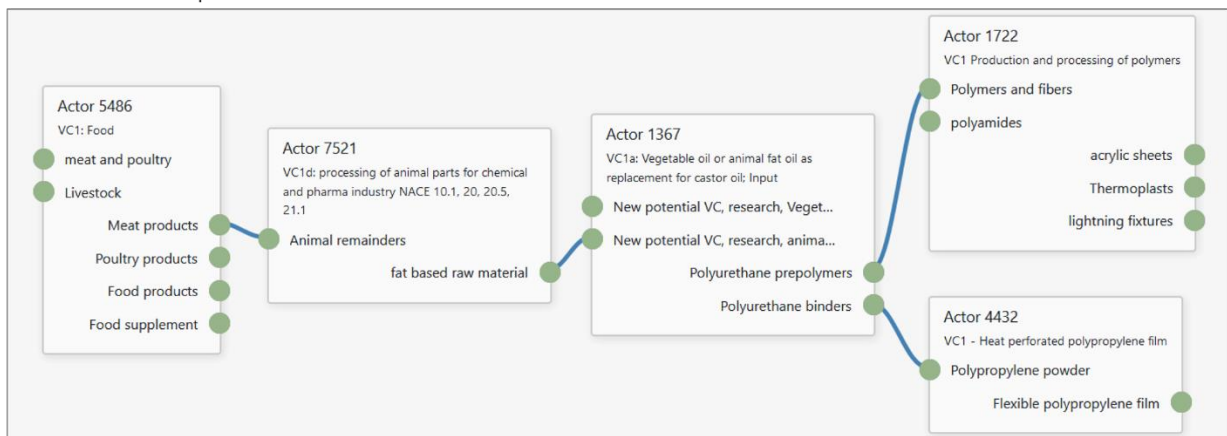 Actor 5486
VC1: Food
meat and poultry
Livestock
Meat products
Poultry products
Food products
Food supplement
Actor 7521
VC1d: processing of animal parts for chemical
and pharma industry NACE 10.1, 20, 20.5,
21.1
Animal remainders
fat based raw material
Actor 1367
VC1a: Vegetable oil or animal fat oil as
replacement for castor oil; Input
New potential VC, research, Veget...
New potential VC, research, anima...
Polyurethane prepolymers
Polyurethane binders
Actor 1722
VC1 Production and processing of polymers
Polymers and fibers
polyamides
acrylic sheets
Thermoplasts
lightning fixtures
Actor 4432
VC1 - Heat perforated polypropylene film
Polypropylene powder
Flexible polypropylene film